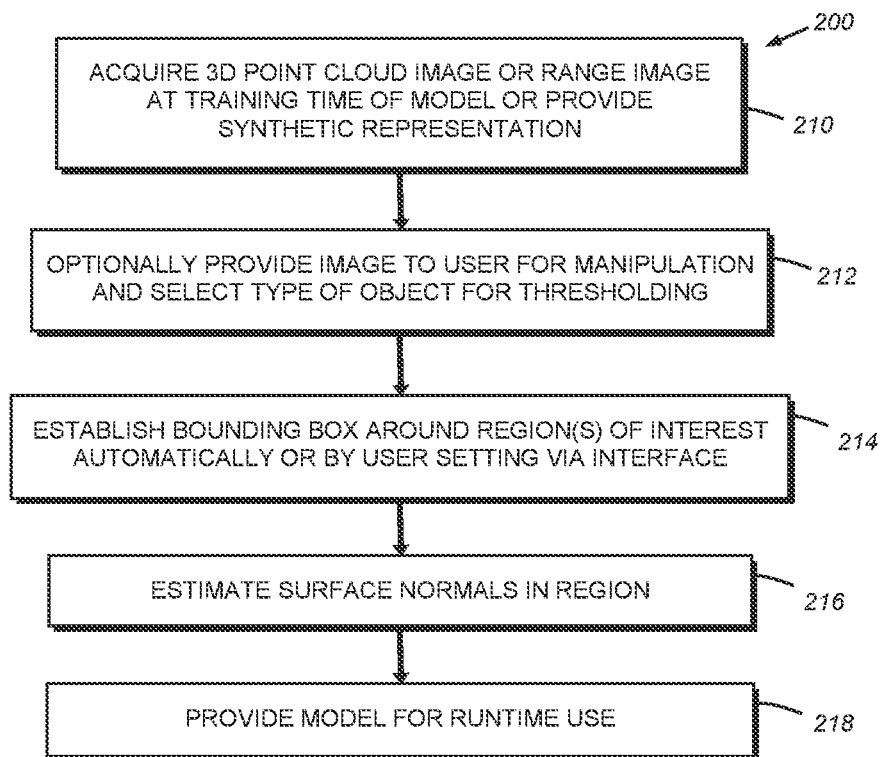 200
ACQUIRE 3D POINT CLOUD IMAGE OR RANGE IMAGE
AT TRAINING TIME OF MODEL OR PROVIDE
SYNTHETIC REPRESENTATION
210
OPTIONALLY PROVIDE IMAGE TO USER FOR MANIPULATION
AND SELECT TYPE OF OBJECT FOR THRESHOLDING
212
ESTABLISH BOUNDING BOX AROUND REGION(S) OF INTEREST
AUTOMATICALLY OR BY USER SETTING VIA INTERFACE
214
ESTIMATE SURFACE NORMALS IN REGION
216
PROVIDE MODEL FOR RUNTIME USE
218